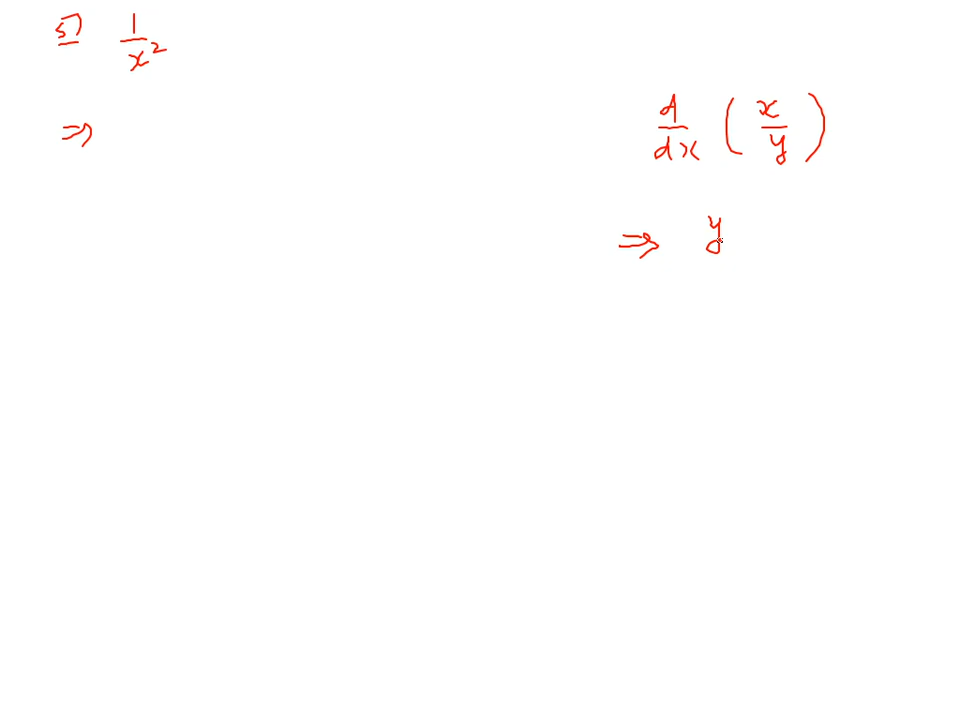 5) 1/x²
⇒
d/dx (x/y)
⇒ y